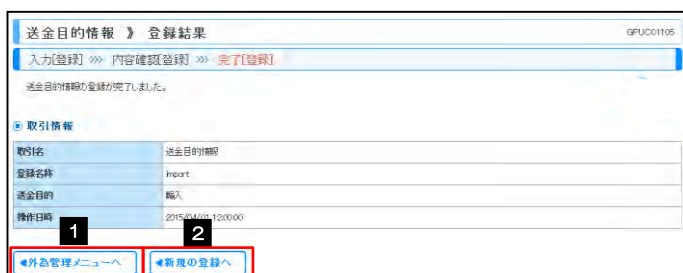 送金目的情報 》 登録結果 GPUC01105
入力[登録] >>> 内容確認[登録] >>> 完了[登録]
送金目的情報の登録が完了しました。
取引情報
取引名 送金目的情報
登録名称 import
送金目的 輸入
操作日時 2015/04/01 12:00:00
1 2
◀外為管理メニューへ ◀新規の登録へ